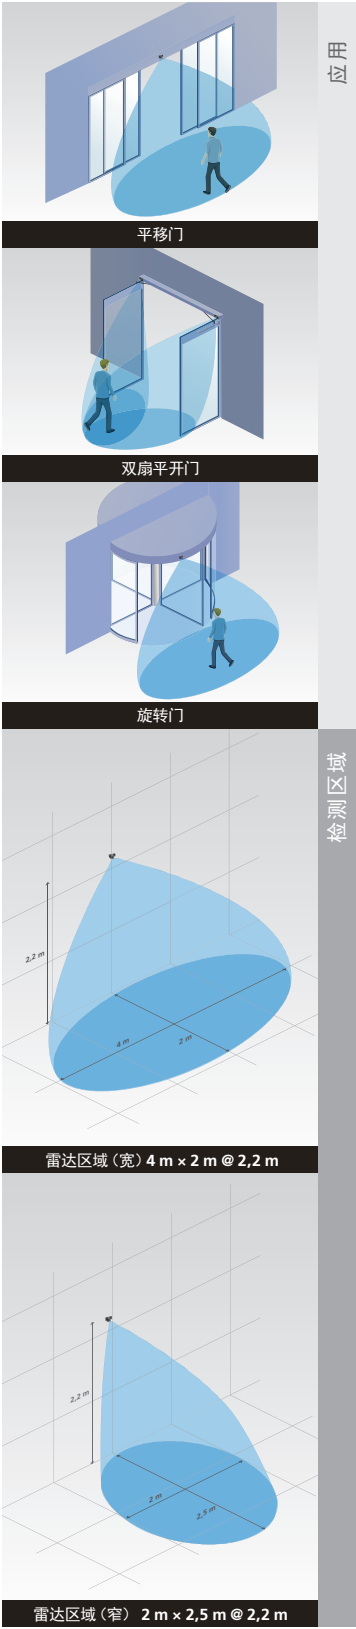 应用
平移门
双扇平开门
旋转门
检测区域
2,2 m
4 m
2 m
雷达区域（宽）4 m × 2 m @ 2,2 m
2,2 m
2 m
2,5 m
雷达区域（窄） 2 m × 2,5 m @ 2,2 m